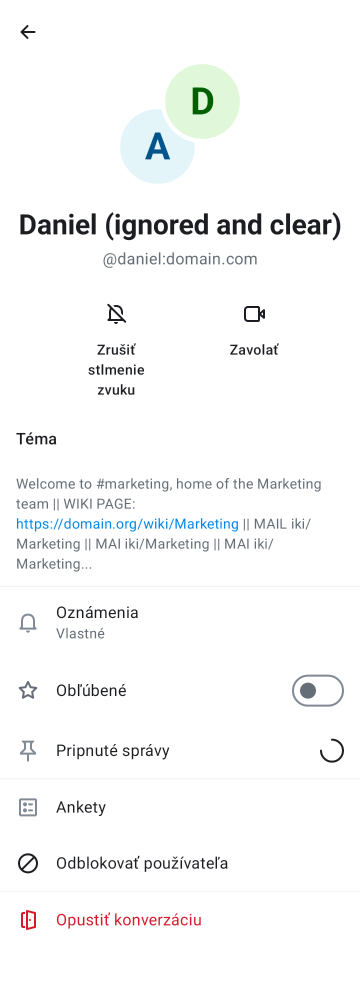 D
A
Daniel (ignored and clear)
@daniel:domain.com
Zrušiť
stlmenie
zvuku
Zavolať
Téma
Welcome to #marketing, home of the Marketing
team || WIKI PAGE:
https://domain.org/wiki/Marketing || MAIL iki/
Marketing || MAI iki/Marketing || MAI iki/
Marketing...
Oznámenia
Vlastné
Obľúbené
Pripnuté správy
Ankety
Odblokovať používateľa
Opustiť konverzáciu